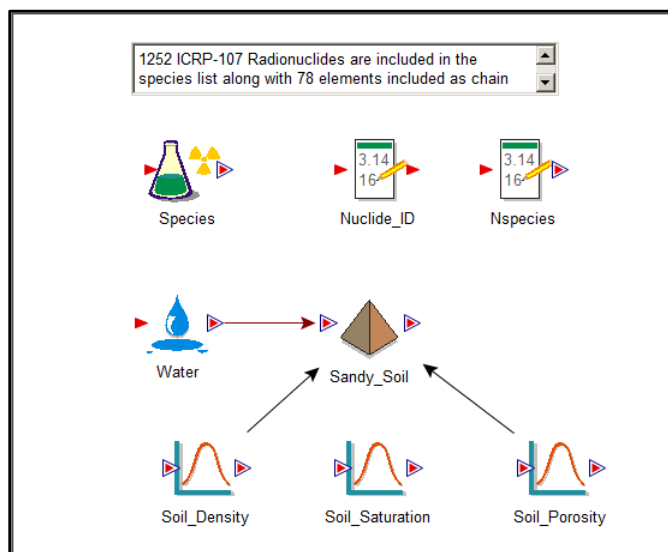 1252 ICRP-107 Radionuclides are included in the
species list along with 78 elements included as chain
3.14
16
3.14
16
Species
Nuclide_ID
Nspecies
Water
Sandy_Soil
Soil_Density
Soil_Saturation
Soil_Porosity